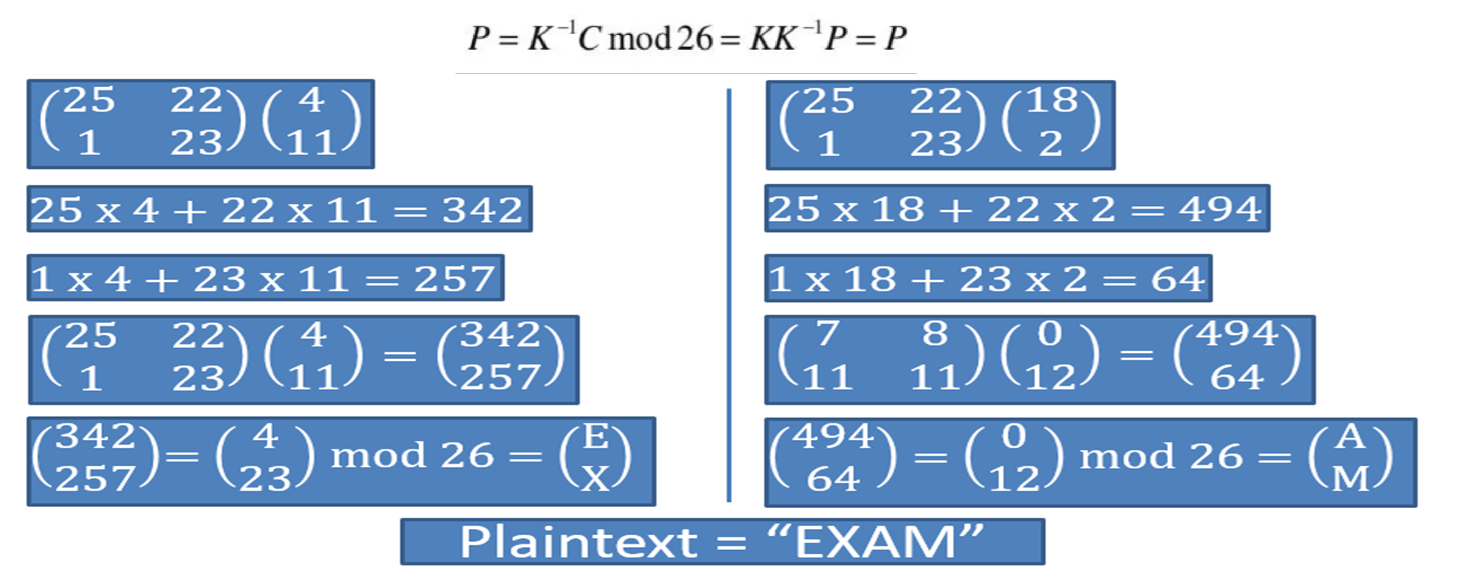 P = K⁻¹C mod 26 = KK⁻¹P = P
(25 22)(4)
(1 23)(11)
25 x 4 + 22 x 11 = 342
1 x 4 + 23 x 11 = 257
(25 22)(4) = (342)
(1 23)(11) (257)
(342) = (4) mod 26 = (E)
(257) (23) (X)
(25 22)(18)
(1 23)(2)
25 x 18 + 22 x 2 = 494
1 x 18 + 23 x 2 = 64
(7 8)(0) = (494)
(11 11)(12) (64)
(494) = (0) mod 26 = (A)
(64) (12) (M)
Plaintext = “EXAM”